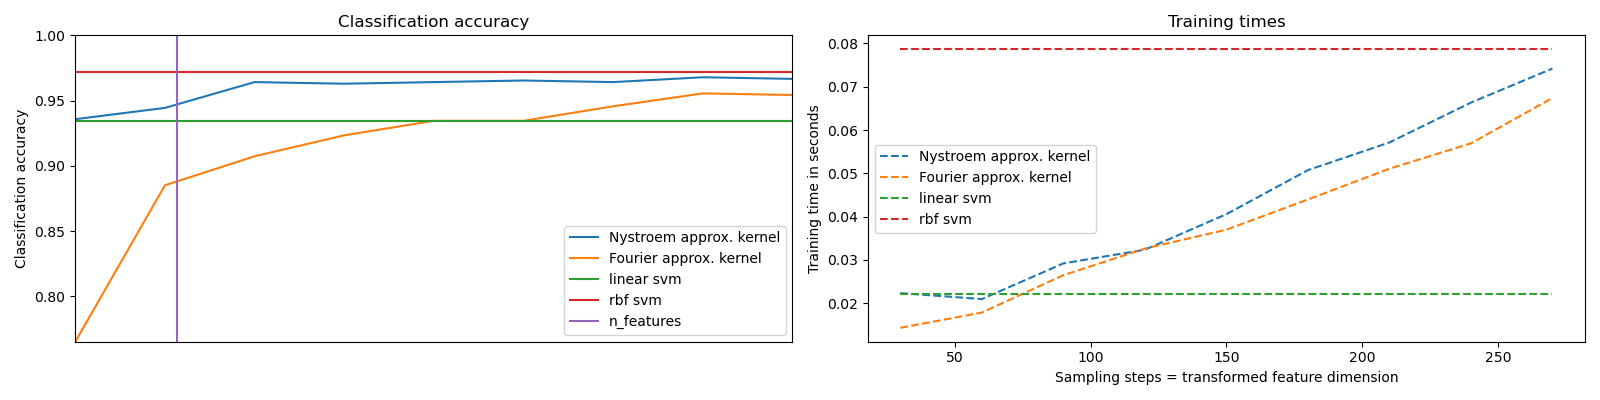 Classification accuracy
Classification accuracy
1.00
0.95
0.90
0.85
0.80
Nystroem approx. kernel
Fourier approx. kernel
linear svm
rbf svm
n_features
Training times
Training time in seconds
0.08
0.07
0.06
0.05
0.04
0.03
0.02
Nystroem approx. kernel
Fourier approx. kernel
linear svm
rbf svm
50 100 150 200 250
Sampling steps = transformed feature dimension